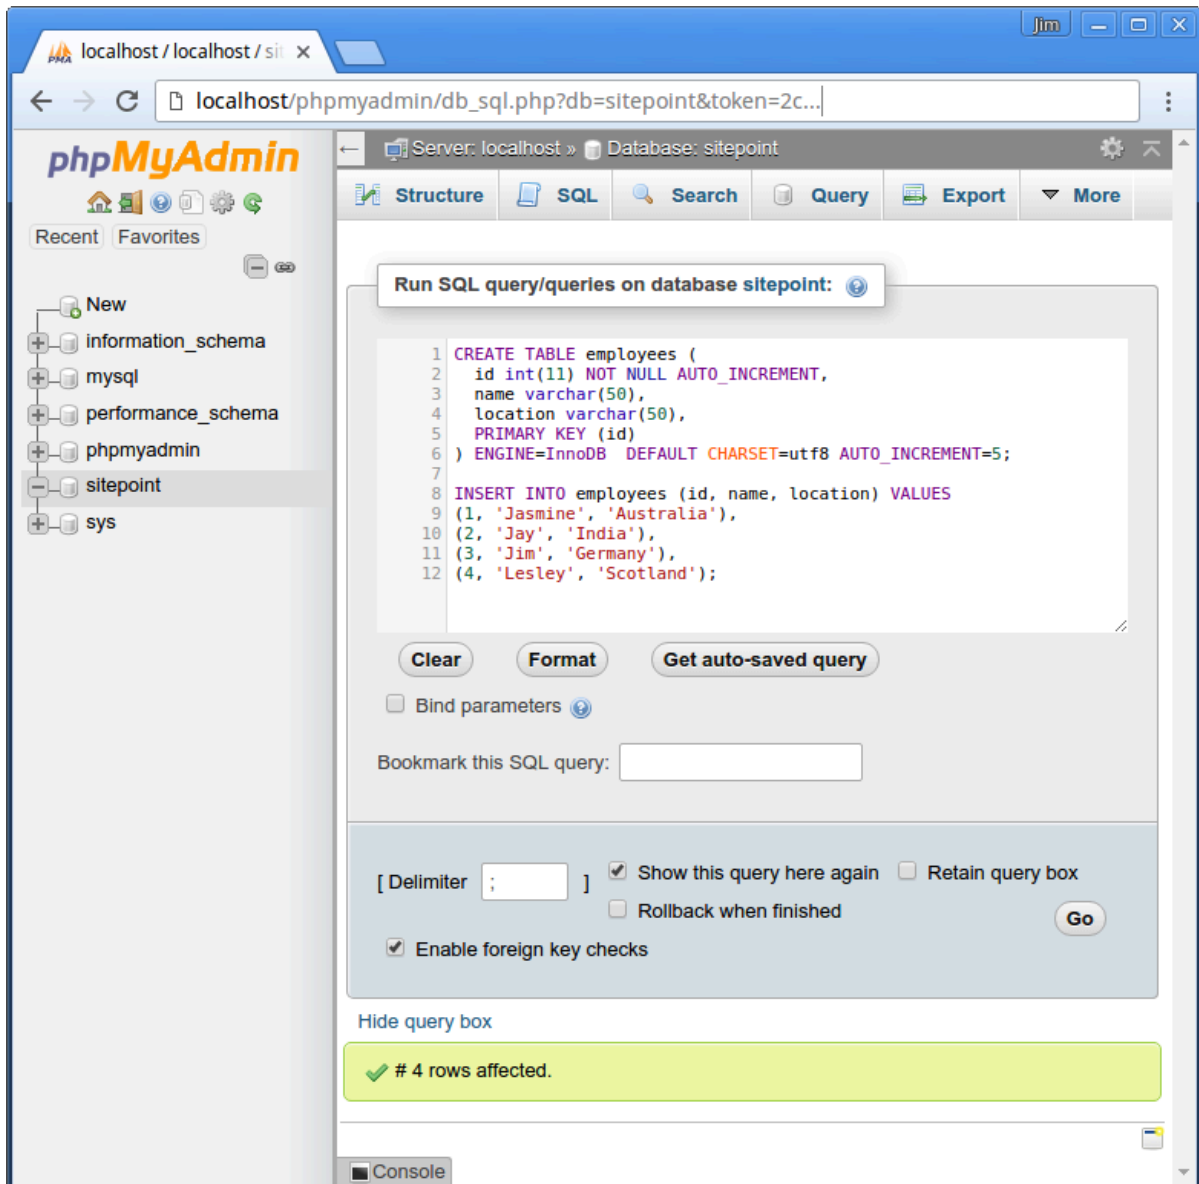 Jim
localhost / localhost / sit
localhost/phpmyadmin/db_sql.php?db=sitepoint&token=2c...
phpMyAdmin
Recent Favorites
New
information_schema
mysql
performance_schema
phpmyadmin
sitepoint
sys
Server: localhost » Database: sitepoint
Structure SQL Search Query Export More
Run SQL query/queries on database sitepoint:
1 CREATE TABLE employees (
2 id int(11) NOT NULL AUTO_INCREMENT,
3 name varchar(50),
4 location varchar(50),
5 PRIMARY KEY (id)
6 ) ENGINE=InnoDB  DEFAULT CHARSET=utf8 AUTO_INCREMENT=5;
7
8 INSERT INTO employees (id, name, location) VALUES
9 (1, 'Jasmine', 'Australia'),
10 (2, 'Jay', 'India'),
11 (3, 'Jim', 'Germany'),
12 (4, 'Lesley', 'Scotland');
Clear Format Get auto-saved query
Bind parameters
Bookmark this SQL query:
[ Delimiter ; ] Show this query here again Retain query box
Rollback when finished
Go
Enable foreign key checks
Hide query box
# 4 rows affected.
Console